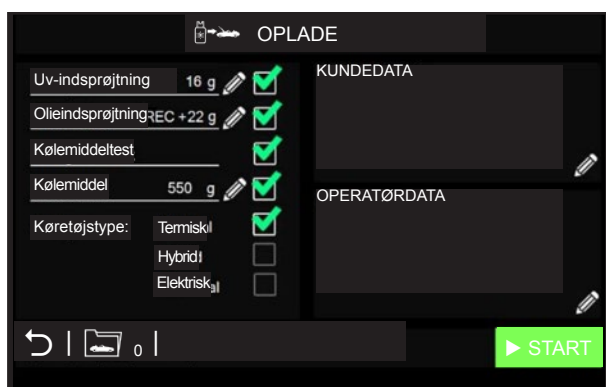 OPLADE
Uv-indsprøjtning 16 g
Olieindsprøjtning REC +22 g
Kølemiddeltest
Kølemiddel 550 g
Køretøjstype: Termisk
Hybrid
Elektrisk
KUNDEDATA
OPERATØRDATA
0
START